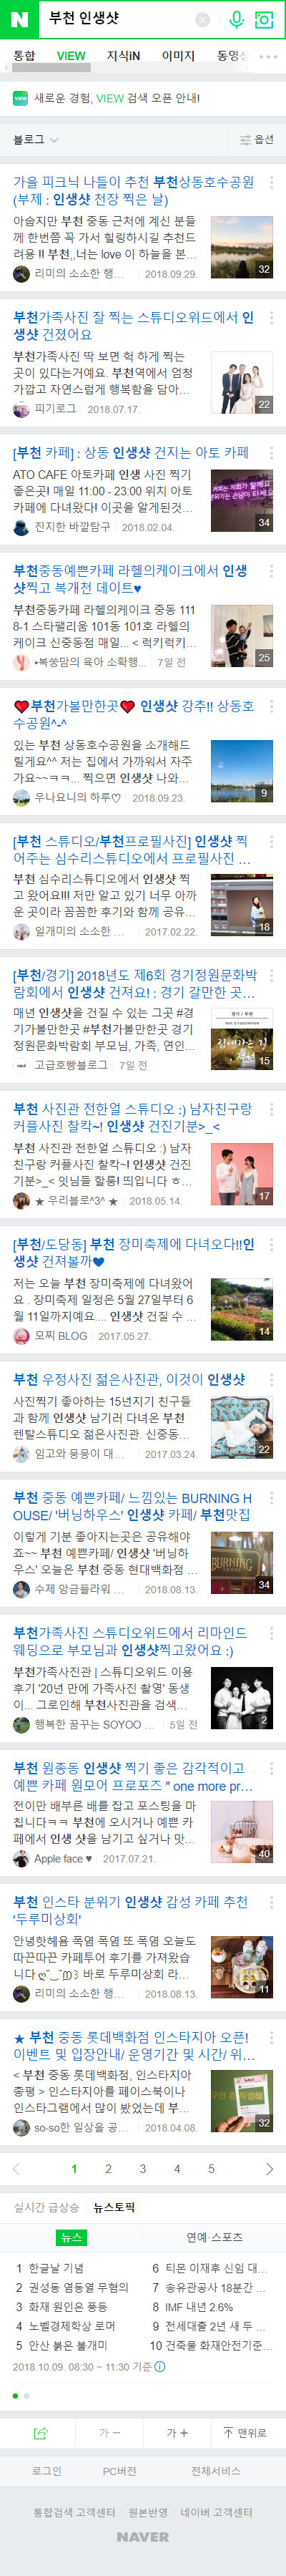 N 부천 인생샷
통합 VIEW 지식iN 이미지 동영상
VIEW 새로운 경험, VIEW 검색 오픈 안내!
블로그 옵션
가을 피크닉 나들이 추천 부천상동호수공원
(부제 : 인생샷 천장 찍은 날)
아숩지만 부천 중동 근처에 계신 분들
께 한번쯤 꼭 가서 힐링하시길 추천드
려용 !! 부천,,너는 love 이 하늘을 본...
리미의 소소한 행... 2018.09.29.
32
부천가족사진 잘 찍는 스튜디오위드에서 인
생샷 건졌어요
부천가족사진 딱 보면 헉 하게 찍는
곳이 있다는거예요. 부천역에서 엄청
가깝고 자연스럽게 행복함을 담아...
피기로그 2018.07.17.
22
[부천 카페] : 상동 인생샷 건지는 아토 카페
ATO CAFE 아토카페 인생 사진 찍기
좋은곳! 매일 11:00 - 23:00 위치 아토
카페에 다녀왔다! 이곳을 알게된것...
진지한 바깥탐구 2018.02.04.
34
부천중동예쁜카페 라헬의케이크에서 인생
샷찍고 복개천 데이트♥
부천중동카페 라헬의케이크 중동 111
8-1 스타팰리움 101동 101호 라헬의
케이크 신중동점 매일... < 럭키럭키...
•복쑹맘의 육아 소확행... 7일 전
25
❤부천가볼만한곳❤ 인생샷 강추!! 상동호
수공원^-^
있는 부천 상동호수공원을 소개해드
릴게요^^ 저는 집에서 가까워서 자주
가요~~ㅋㅋ... 찍으면 인생샷 나와...
우나요니의 하루♡ 2018.09.23.
9
[부천 스튜디오/부천프로필사진] 인생샷 찍
어주는 심수리스튜디오에서 프로필사진 ...
부천 심수리스튜디오에서 인생샷 찍
고 왔어요!!! 저만 알고 있기 너무 아까
운 곳이라 꼼꼼한 후기와 함께 공유...
일개미의 소소한 ... 2017.02.22.
18
[부천/경기] 2018년도 제6회 경기정원문화박
람회에서 인생샷 건져요! : 경기 갈만한 곳...
매년 인생샷을 건질 수 있는 그곳 #경
기가볼만한곳 #부천가볼만한곳 경기
정원문화박람회 부모님, 가족, 연인...
고급호빵블로그 7일 전
경기 / 부천
15
부천 사진관 전한얼 스튜디오 :) 남자친구랑
커플사진 찰칵~! 인생샷 건진기분>_<
부천 사진관 전한얼 스튜디오 :) 남자
친구랑 커플사진 찰칵~! 인생샷 건진
기분>_< 잇님들 할룽! 띄입니다 ㅎ...
★ 우리블로^3^ ★ 2018.05.14.
17
[부천/도당동] 부천 장미축제에 다녀오다!!인
생샷 건져볼까💙
저는 오늘 부천 장미축제에 다녀왔어
요 . 장미축제 일정은 5월 27일부터 6
월 11일까지예요.... 인생샷 건질 수 ...
모찌 BLOG 2017.05.27.
14
부천 우정사진 젊은사진관, 이것이 인생샷
사진찍기 좋아하는 15년지기 친구들
과 함께 인생샷 남기러 다녀온 부천
렌탈스튜디오 젊은사진관. 신중동...
임고와 뭉뭉이 대... 2017.03.24.
22
부천 중동 예쁜카페/ 느낌있는 BURNING H
OUSE/ '버닝하우스' 인생샷 카페/ 부천맛집
이렇게 기분 좋아지는곳은 공유해야
죠~~ 부천 예쁜카페/ 인생샷 '버닝하
우스' 오늘은 부천 중동 현대백화점 ...
수제 앙금플라워 ... 2018.08.13.
BURNING
34
부천가족사진 스튜디오위드에서 리마인드
웨딩으로 부모님과 인생샷찍고왔어요 :)
부천가족사진관 | 스튜디오위드 이용
후기 '20년 만에 가족사진 촬영' 동생
이... 그로인해 부천사진관을 검색...
행복한 꿈꾸는 SOYOO ... 5일 전
2
부천 원종동 인생샷 찍기 좋은 감각적이고
예쁜 카페 원모어 프로포즈 " one more pr...
전이만 배부른 배를 잡고 포스팅을 마
칩니다ㅋㅋ 부천에 오시거나 예쁜 카
페에서 인생 샷을 남기고 싶거나 맛...
Apple face ♥ 2017.07.21.
40
부천 인스타 분위기 인생샷 감성 카페 추천
'두루미상회'
안녕핫헤욤 폭염 폭염 또 폭염 오늘도
따끈따끈 카페투어 후기를 가져왔습
니다 바로 두루미상회 라...
리미의 소소한 행... 2018.08.13.
24
★ 부천 중동 롯데백화점 인스타지아 오픈!
이벤트 및 입장안내/ 운영기간 및 시간/ 위...
< 부천 중동 롯데백화점, 인스타지아
총평 > 인스타지아를 페이스북이나
인스타그램에서 많이 봤었는데 부...
so-so한 일상을 공... 2018.04.08.
32
1 2 3 4 5
실시간 급상승 뉴스토픽
뉴스 연예·스포츠
1 한글날 기념
2 권성동 염동열 무혐의
3 화재 원인은 풍등
4 노벨경제학상 로머
5 안산 붉은 불개미
6 티몬 이재후 신임 대...
7 송유관공사 18분간 ...
8 IMF 내년 2.6%
9 전세대출 2년 새 두 ...
10 건축물 화재안전기준...
2018.10.09. 08:30 ~ 11:30 기준
가 − 가 + 맨위로
로그인 PC버전 전체서비스
통합검색 고객센터 원본반영 네이버 고객센터
NAVER